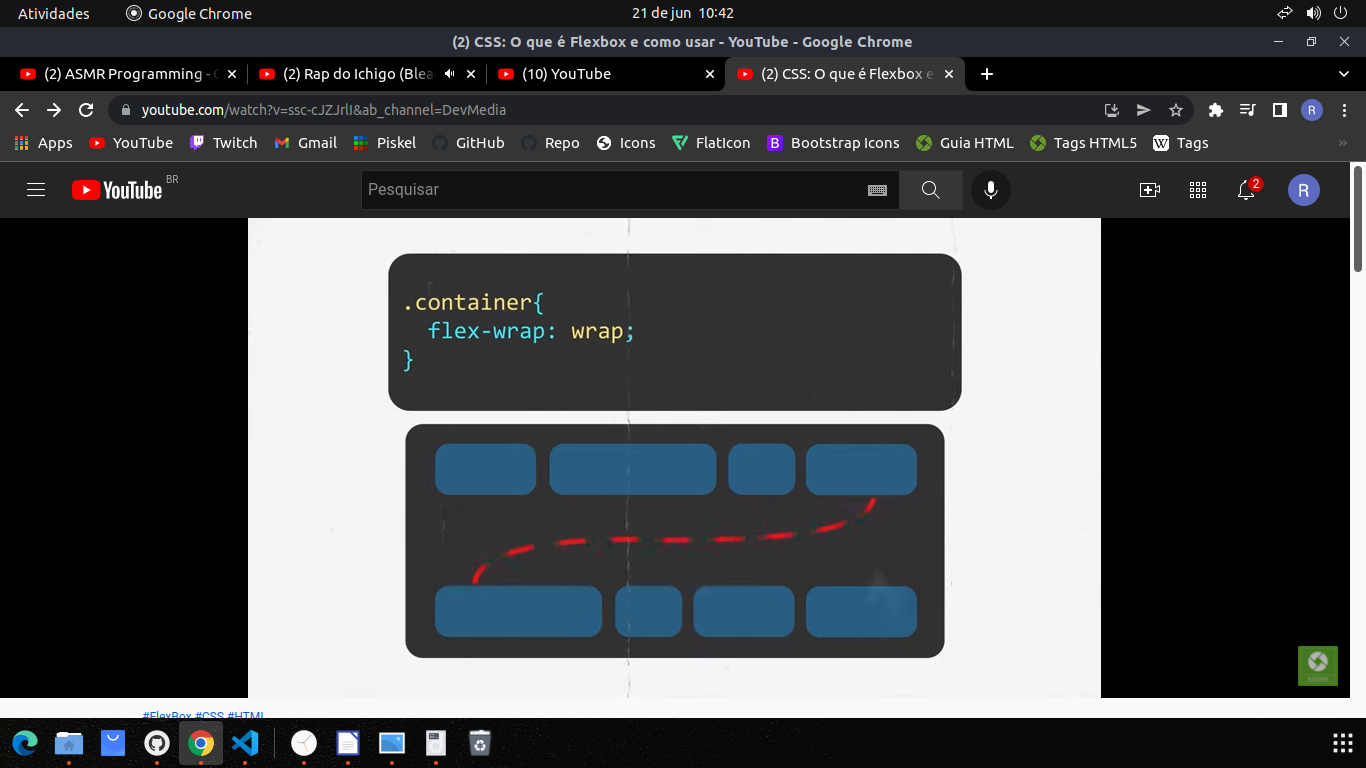 Atividades Google Chrome 21 de jun 10:42
(2) CSS: O que é Flexbox e como usar - YouTube - Google Chrome
(2) ASMR Programming - (2) Rap do Ichigo (Blea (10) YouTube (2) CSS: O que é Flexbox e
youtube.com/watch?v=ssc-cJZJrlI&ab_channel=DevMedia R
Apps YouTube Twitch Gmail Piskel GitHub Repo Icons FlatIcon B Bootstrap Icons Guia HTML Tags HTML5 W Tags »
YouTube BR Pesquisar 2 R
.container{
flex-wrap: wrap;
}
ASSINE
#FlexBox #CSS #HTML